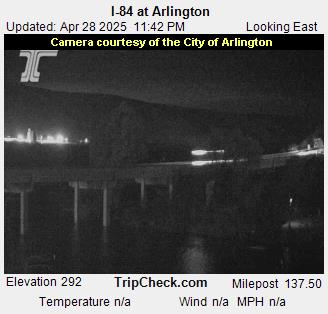 I-84 at Arlington
Updated: Apr 28 2025 11:42 PM Looking East
Camera courtesy of the City of Arlington
Elevation 292 TripCheck.com Milepost 137.50
Temperature n/a Wind n/a MPH n/a